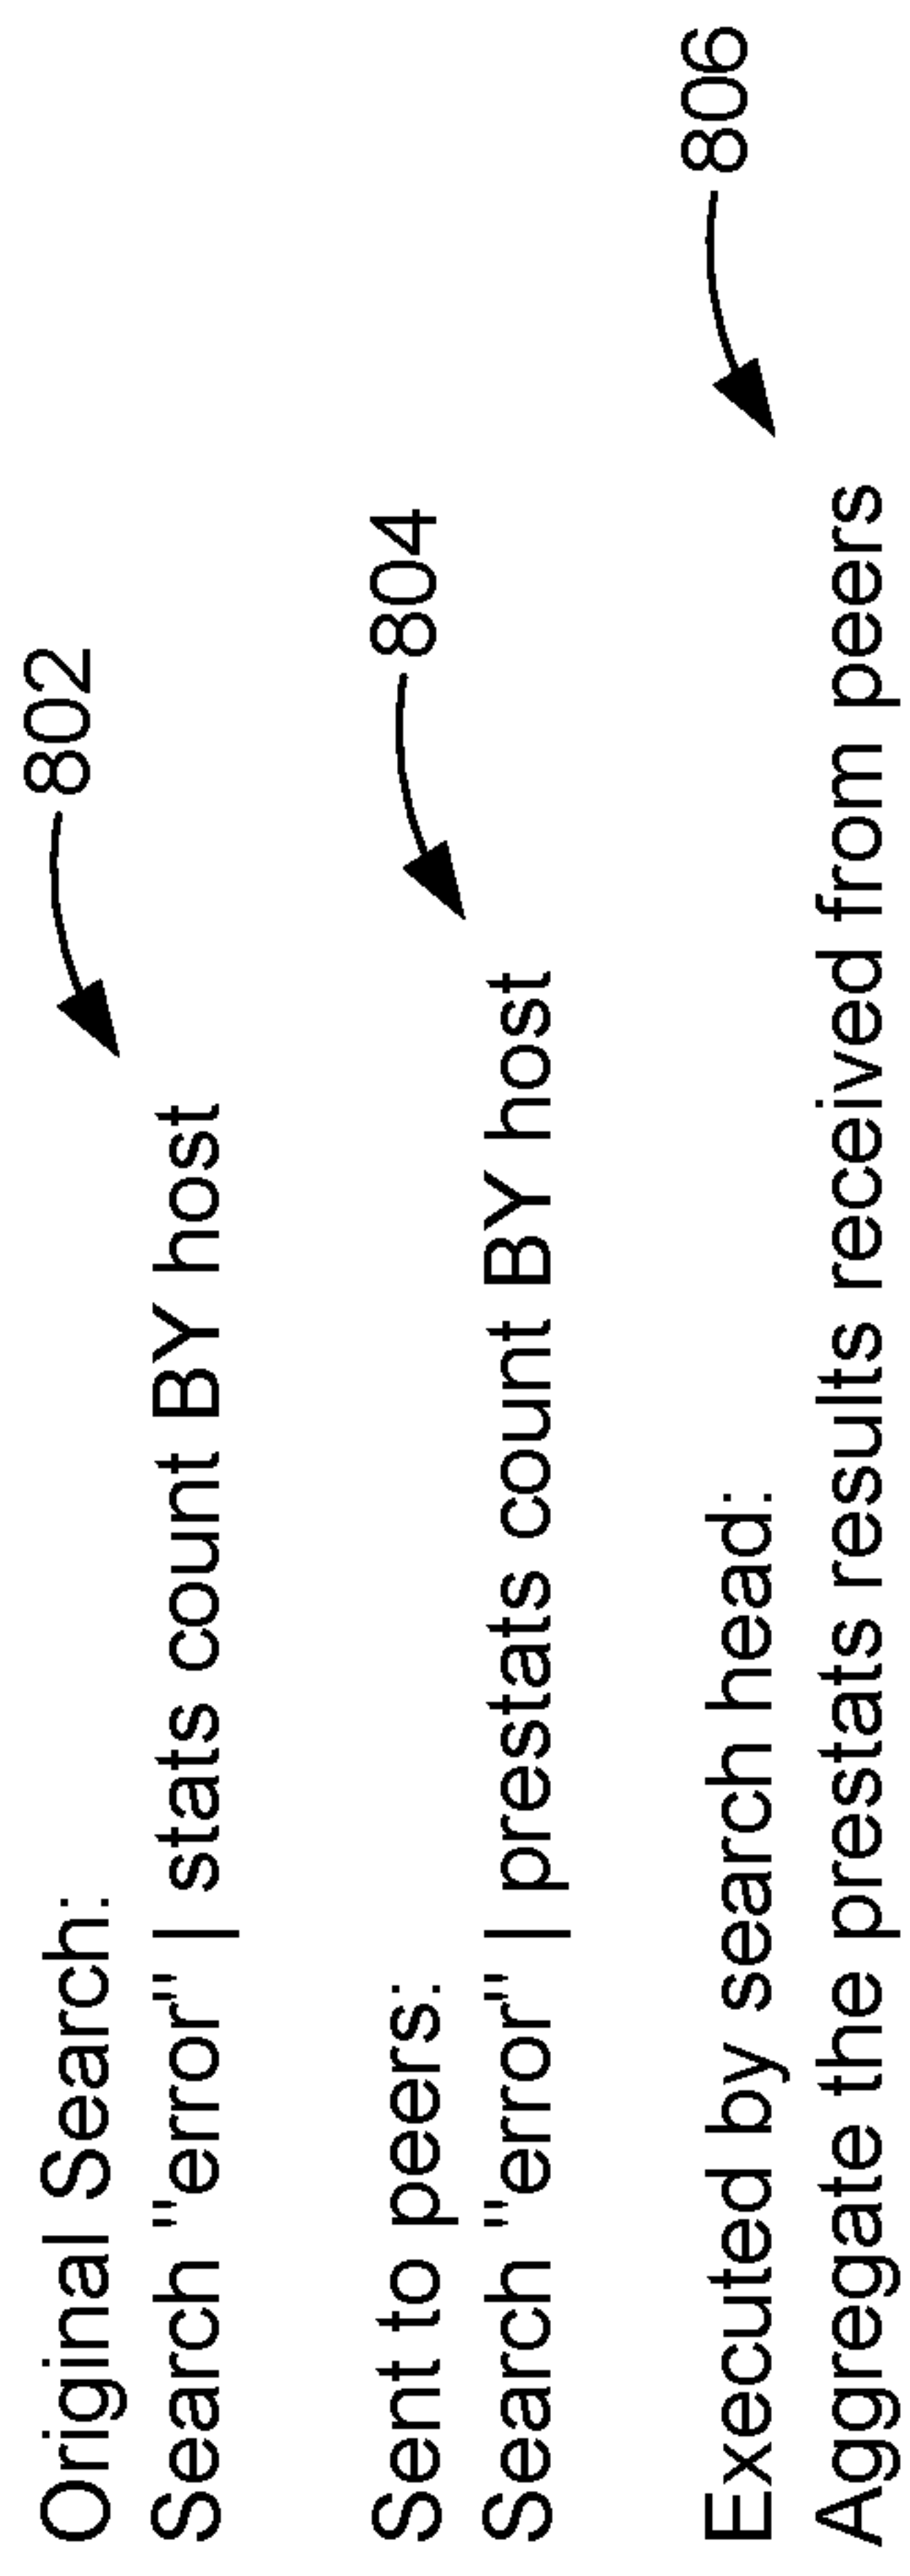 Original Search: 802
Search "error" | stats count BY host
Sent to peers: 804
Search "error" | prestats count BY host
Executed by search head: 806
Aggregate the prestats results received from peers